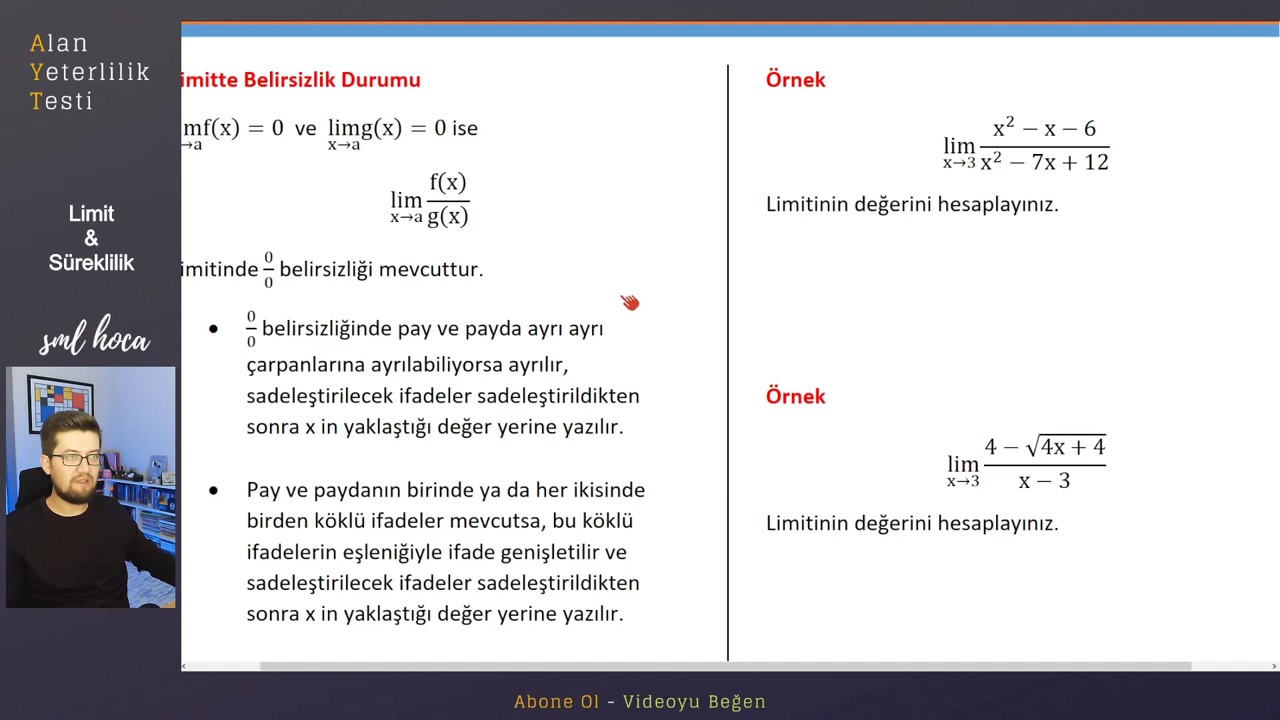 Alan
Yeterlilik
Testi
Limit
&
Süreklilik
sml hoca
imitte Belirsizlik Durumu
mf(x) = 0 ve lim g(x) = 0 ise
→a x→a
lim f(x)/g(x)
x→a
imitinde 0/0 belirsizliği mevcuttur.
• 0/0 belirsizliğinde pay ve payda ayrı ayrı
çarpanlarına ayrılabiliyorsa ayrılır,
sadeleştirilecek ifadeler sadeleştirildikten
sonra x in yaklaştığı değer yerine yazılır.
• Pay ve paydanın birinde ya da her ikisinde
birden köklü ifadeler mevcutsa, bu köklü
ifadelerin eşleniğiyle ifade genişletilir ve
sadeleştirilecek ifadeler sadeleştirildikten
sonra x in yaklaştığı değer yerine yazılır.
Örnek
x² − x − 6
lim
x→3 x² − 7x + 12
Limitinin değerini hesaplayınız.
Örnek
4 − √(4x + 4)
lim
x→3 x − 3
Limitinin değerini hesaplayınız.
Abone Ol - Videoyu Beğen